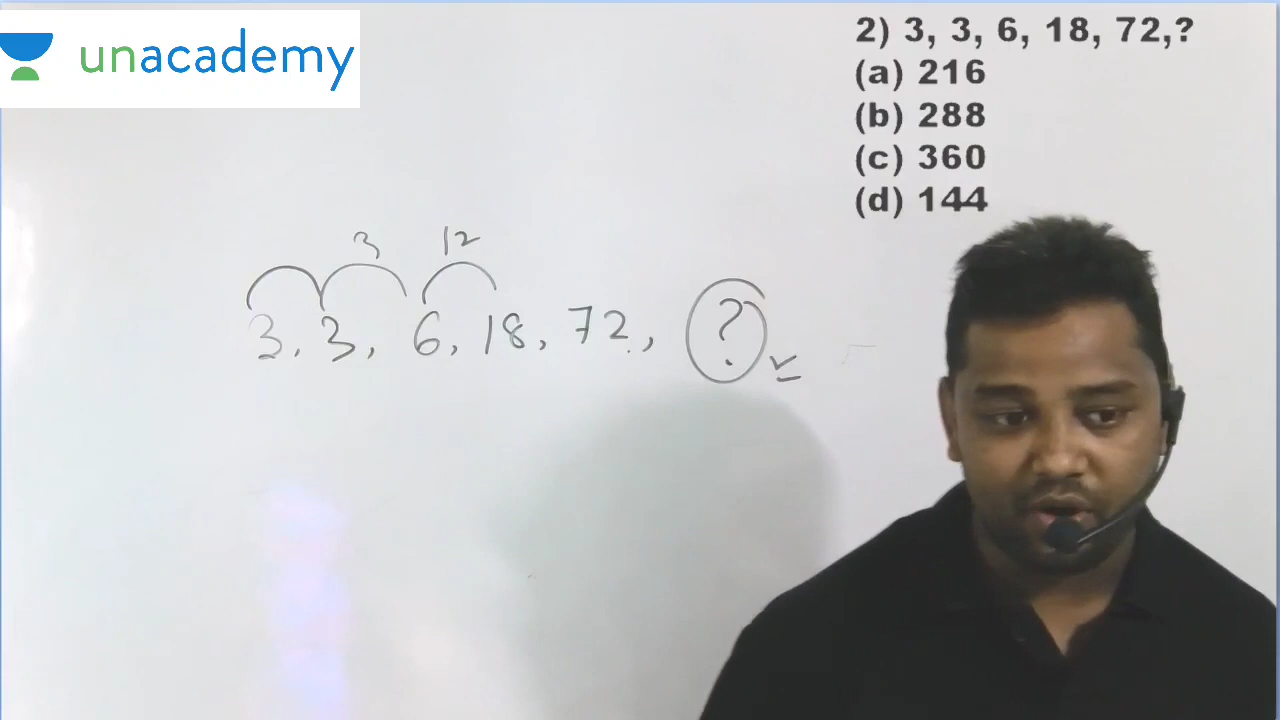 unacademy
2) 3, 3, 6, 18, 72,?
(a) 216
(b) 288
(c) 360
(d) 144
3 12
3, 3, 6, 18, 72, ?